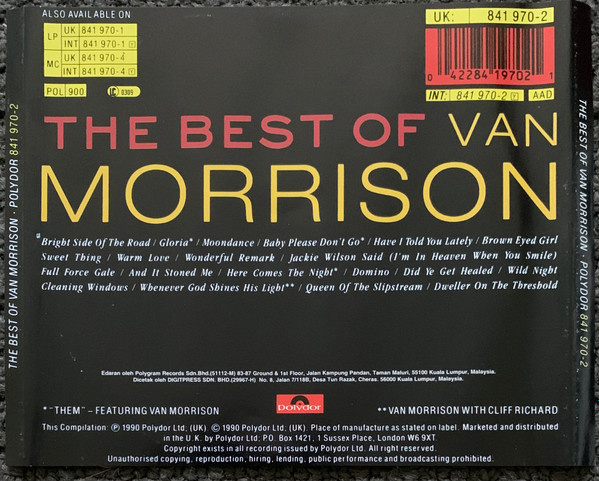 ALSO AVAILABLE ON
LP UK 841 970-1
INT 841 970-1
MC UK 841 970-4
INT 841 970-4
POL 900
UK: 841 970-2
0 42284 19702 1
INT: 841 970-2 AAD
THE BEST OF VAN
MORRISON
Bright Side Of The Road / Gloria* / Moondance / Baby Please Don't Go* / Have I Told You Lately / Brown Eyed Girl
Sweet Thing / Warm Love / Wonderful Remark / Jackie Wilson Said (I'm In Heaven When You Smile)
Full Force Gale / And It Stoned Me / Here Comes The Night* / Domino / Did Ye Get Healed / Wild Night
Cleaning Windows / Whenever God Shines His Light** / Queen Of The Slipstream / Dweller On The Threshold
Edaran oleh Polygram Records Sdn.Bhd.(51112-M) 83-87 Ground & 1st Floor, Jalan Kampung Pandan, Taman Maluri, 55100 Kuala Lumpur, Malaysia.
Dicetak oleh DIGITPRESS SDN. BHD.(29967-H) No. 8, Jalan 7/118B, Desa Tun Razak, Cheras. 56000 Kuala Lumpur, Malaysia.
*"THEM" – FEATURING VAN MORRISON
Polydor
**VAN MORRISON WITH CLIFF RICHARD
This Compilation: ℗ 1990 Polydor Ltd; (UK) © 1990 Polydor Ltd; (UK). Place of manufacture as stated on label. Marketed and distributed
in the U.K. by Polydor Ltd; P.O. Box 1421, 1 Sussex Place, London W6 9XT.
Copyright exists in all recording issued by Polydor Ltd. All right reserved.
Unauthorised copying, reproduction, hiring, lending, public performance and broadcasting prohibited.
THE BEST OF VAN MORRISON · POLYDOR 841 970-2
THE BEST OF VAN MORRISON · POLYDOR 841 970-2